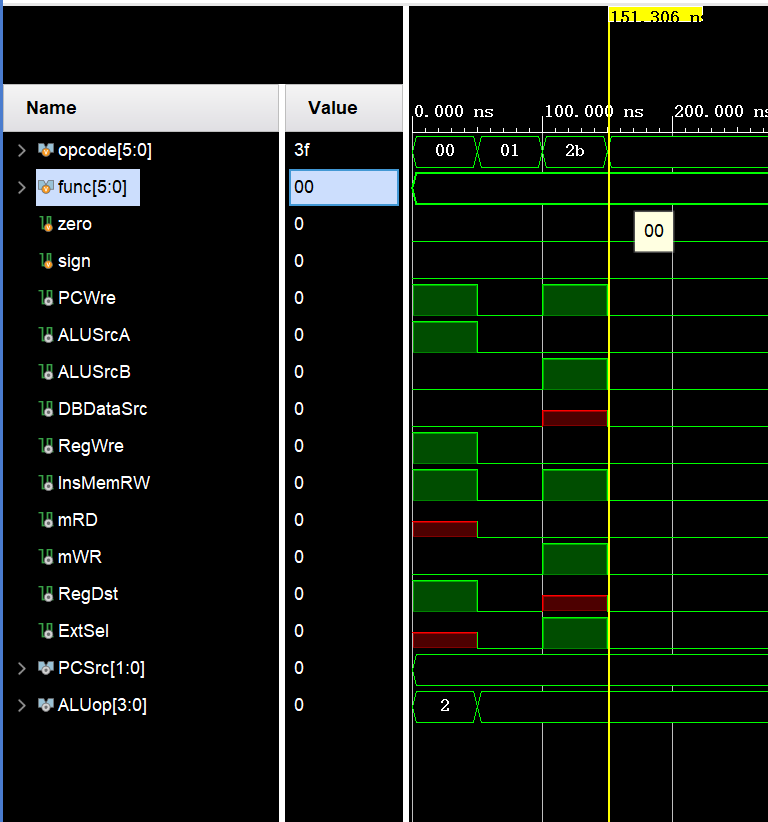 151.306 ns
Name Value
0.000 ns 100.000 ns 200.000 ns
opcode[5:0] 3f 00 01 2b
func[5:0] 00
zero 0 00
sign 0
PCWre 0
ALUSrcA 0
ALUSrcB 0
DBDataSrc 0
RegWre 0
InsMemRW 0
mRD 0
mWR 0
RegDst 0
ExtSel 0
PCSrc[1:0] 0
ALUop[3:0] 0 2